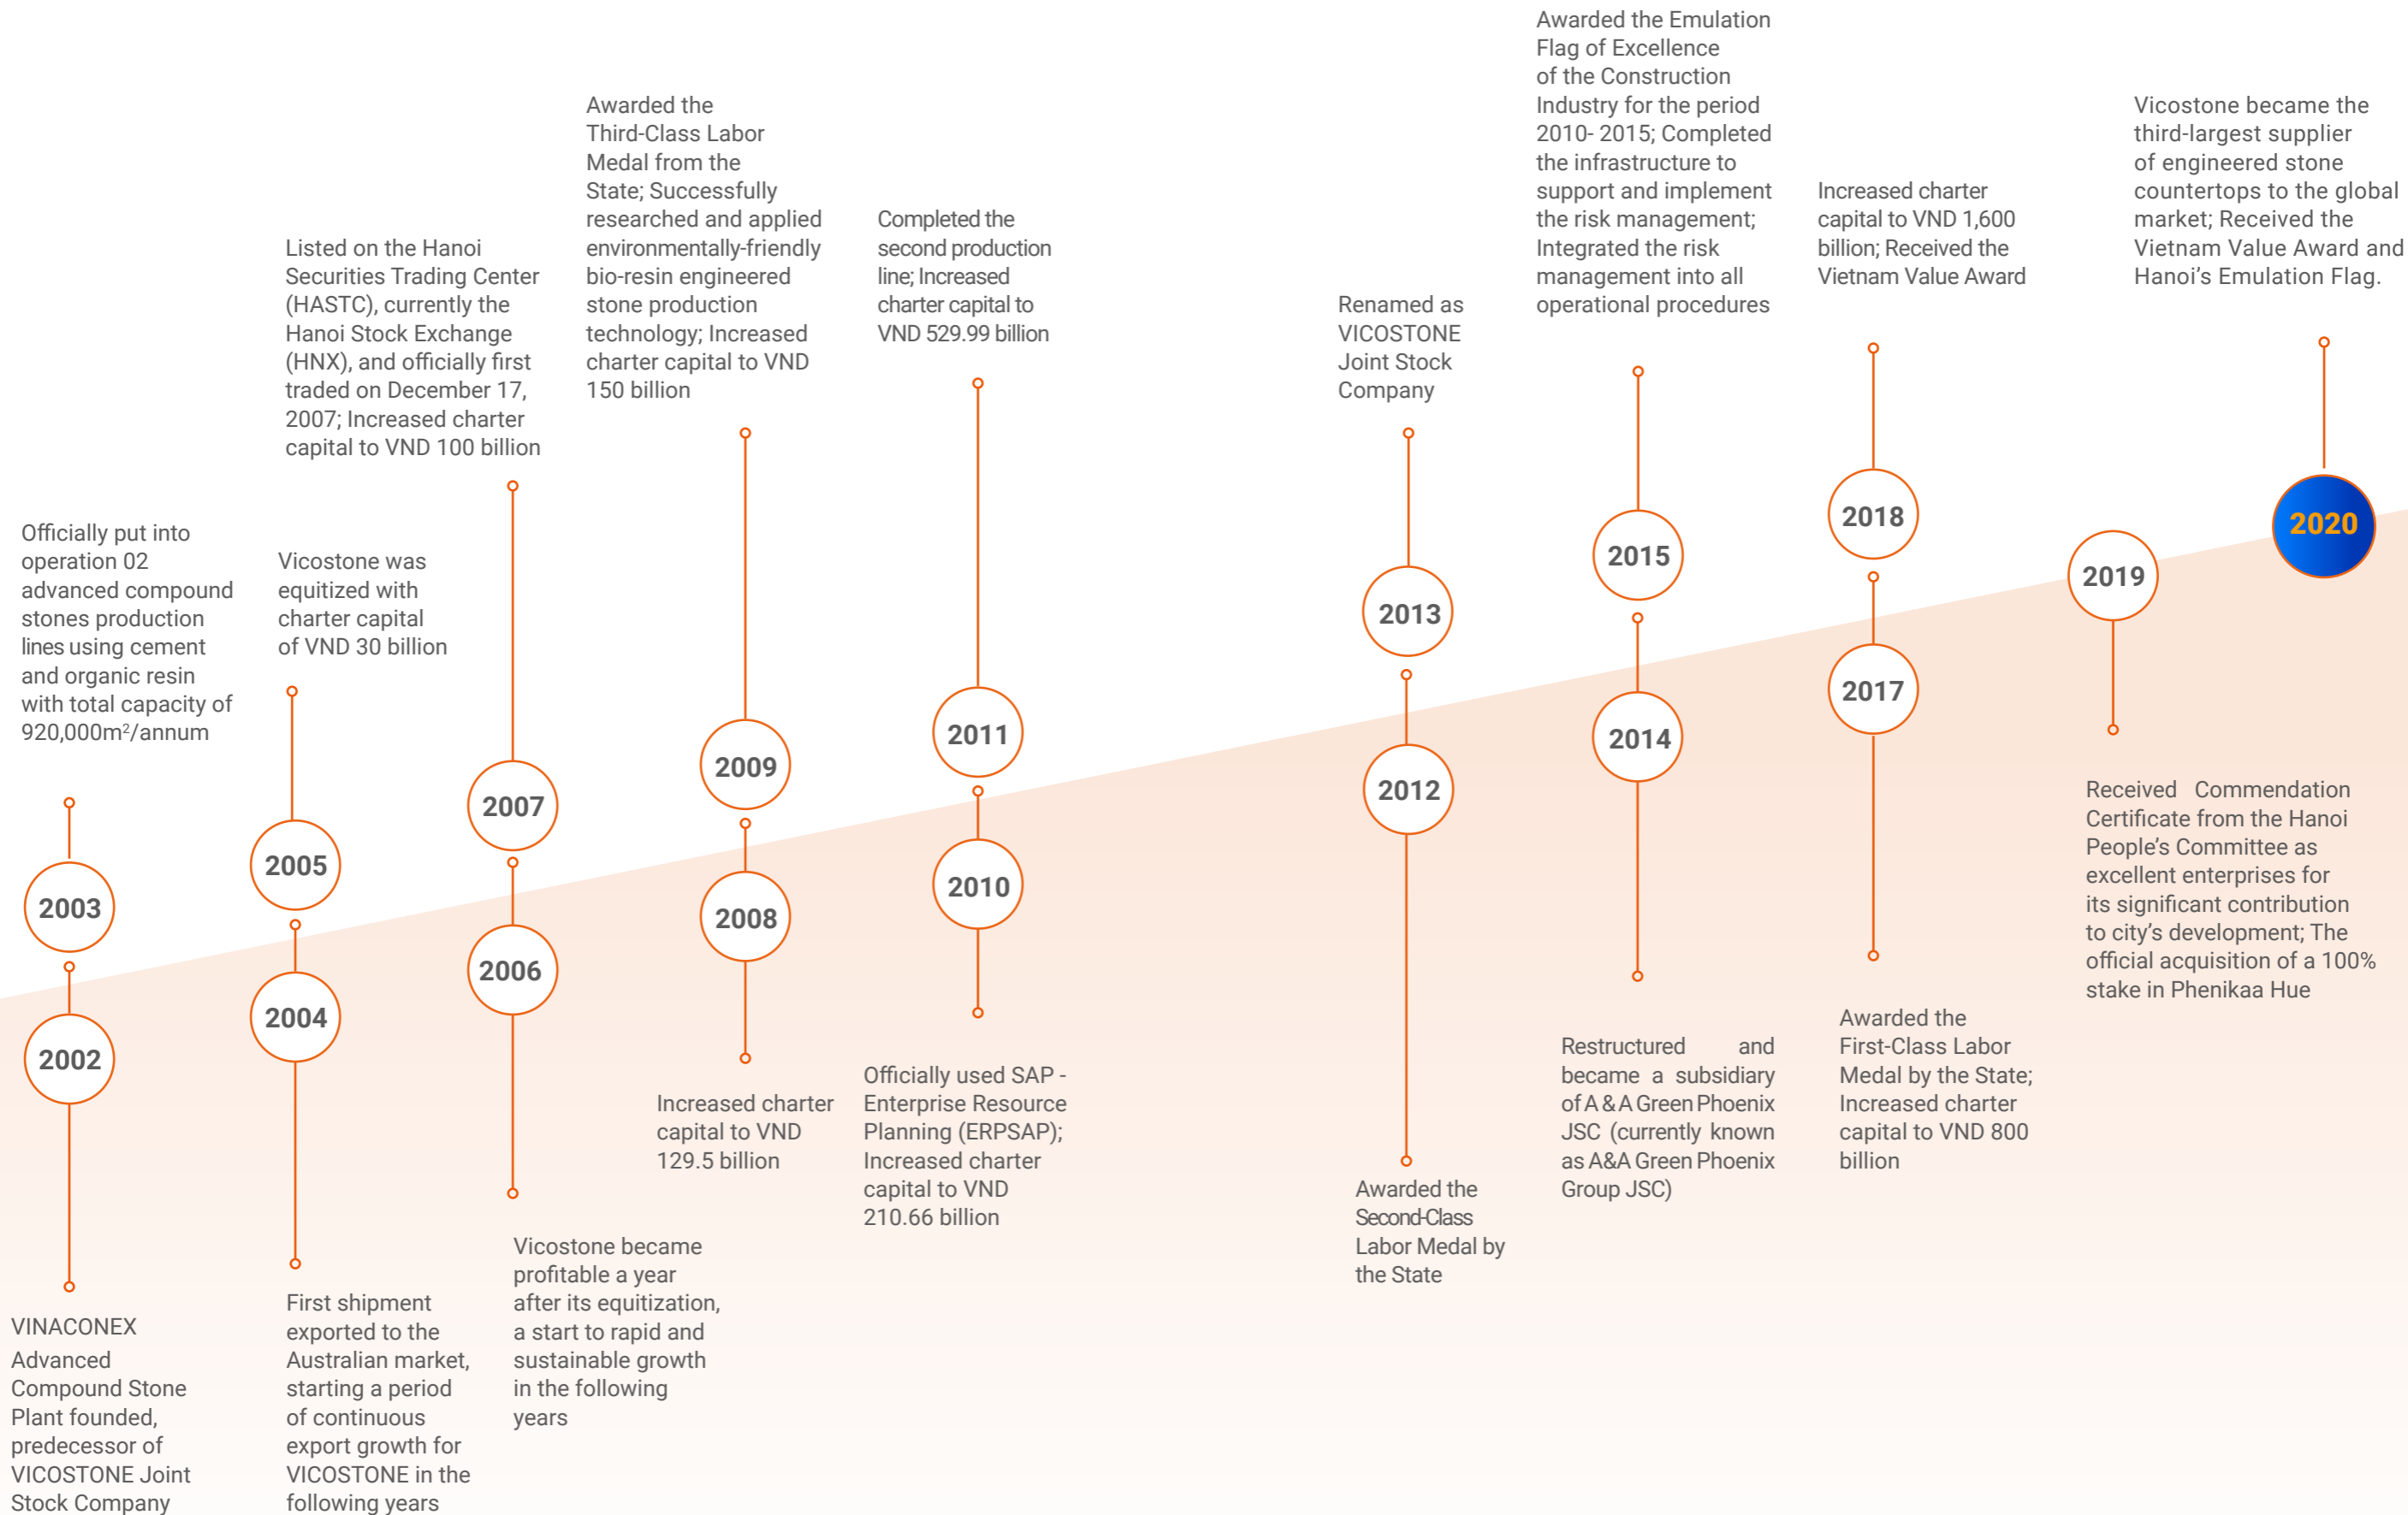 Officially put into
operation 02
advanced compound
stones production
lines using cement
and organic resin
with total capacity of
920,000m²/annum
2003
2002
VINACONEX
Advanced
Compound Stone
Plant founded,
predecessor of
VICOSTONE Joint
Stock Company
Vicostone was
equitized with
charter capital
of VND 30 billion
2005
2004
First shipment
exported to the
Australian market,
starting a period
of continuous
export growth for
VICOSTONE in the
following years
Listed on the Hanoi
Securities Trading Center
(HASTC), currently the
Hanoi Stock Exchange
(HNX), and officially first
traded on December 17,
2007; Increased charter
capital to VND 100 billion
2007
2006
Vicostone became
profitable a year
after its equitization,
a start to rapid and
sustainable growth
in the following
years
Awarded the
Third-Class Labor
Medal from the
State; Successfully
researched and applied
environmentally-friendly
bio-resin engineered
stone production
technology; Increased
charter capital to VND
150 billion
2009
2008
Increased charter
capital to VND
129.5 billion
Completed the
second production
line; Increased
charter capital to
VND 529.99 billion
2011
2010
Officially used SAP -
Enterprise Resource
Planning (ERPSAP);
Increased charter
capital to VND
210.66 billion
Renamed as
VICOSTONE
Joint Stock
Company
2013
2012
Awarded the
Second-Class
Labor Medal by
the State
Awarded the Emulation
Flag of Excellence
of the Construction
Industry for the period
2010- 2015; Completed
the infrastructure to
support and implement
the risk management;
Integrated the risk
management into all
operational procedures
2015
2014
Restructured and
became a subsidiary
of A & A Green Phoenix
JSC (currently known
as A&A Green Phoenix
Group JSC)
Increased charter
capital to VND 1,600
billion; Received the
Vietnam Value Award
2018
2017
Awarded the
First-Class Labor
Medal by the State;
Increased charter
capital to VND 800
billion
2019
Received Commendation
Certificate from the Hanoi
People’s Committee as
excellent enterprises for
its significant contribution
to city’s development; The
official acquisition of a 100%
stake in Phenikaa Hue
Vicostone became the
third-largest supplier
of engineered stone
countertops to the global
market; Received the
Vietnam Value Award and
Hanoi’s Emulation Flag.
2020